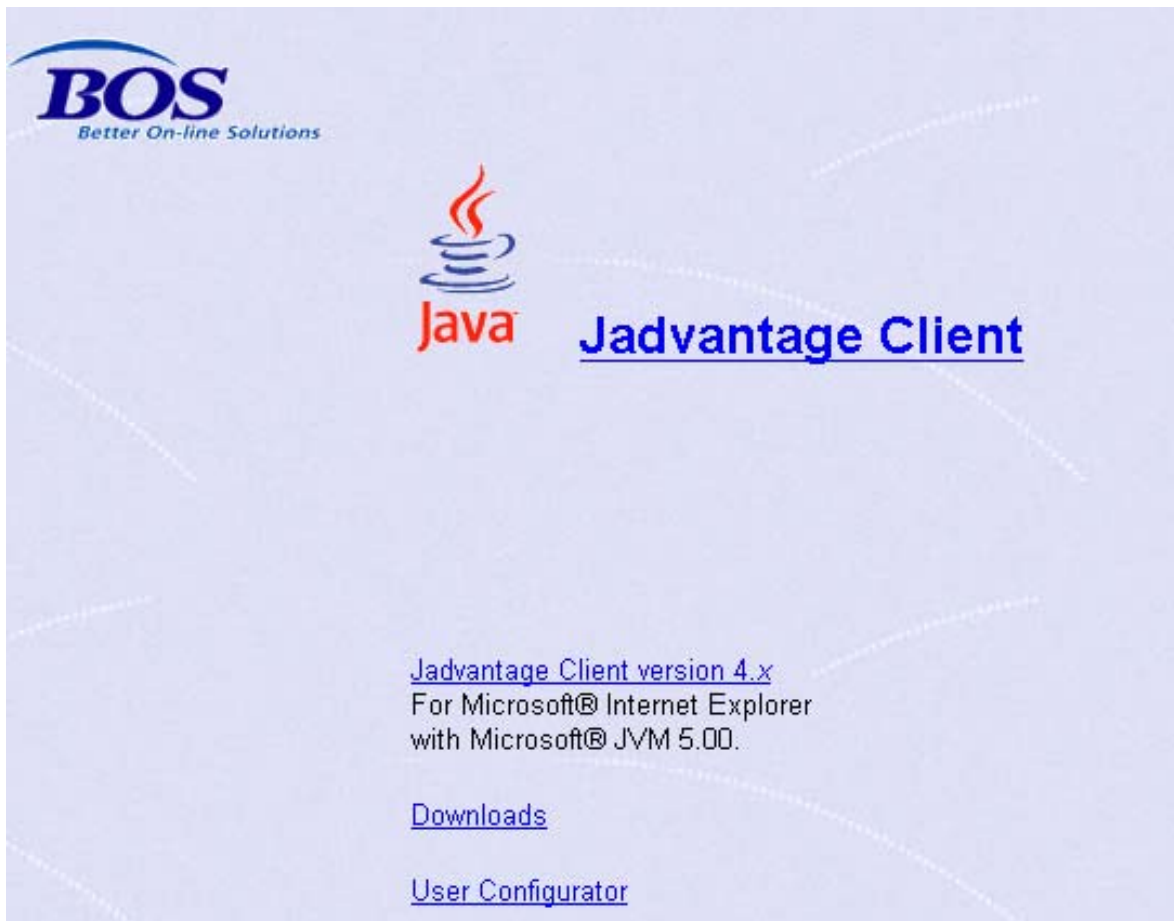 BOS
Better On-line Solutions
Java
Jadvantage Client
Jadvantage Client version 4.x
For Microsoft® Internet Explorer
with Microsoft® JVM 5.00.
Downloads
User Configurator